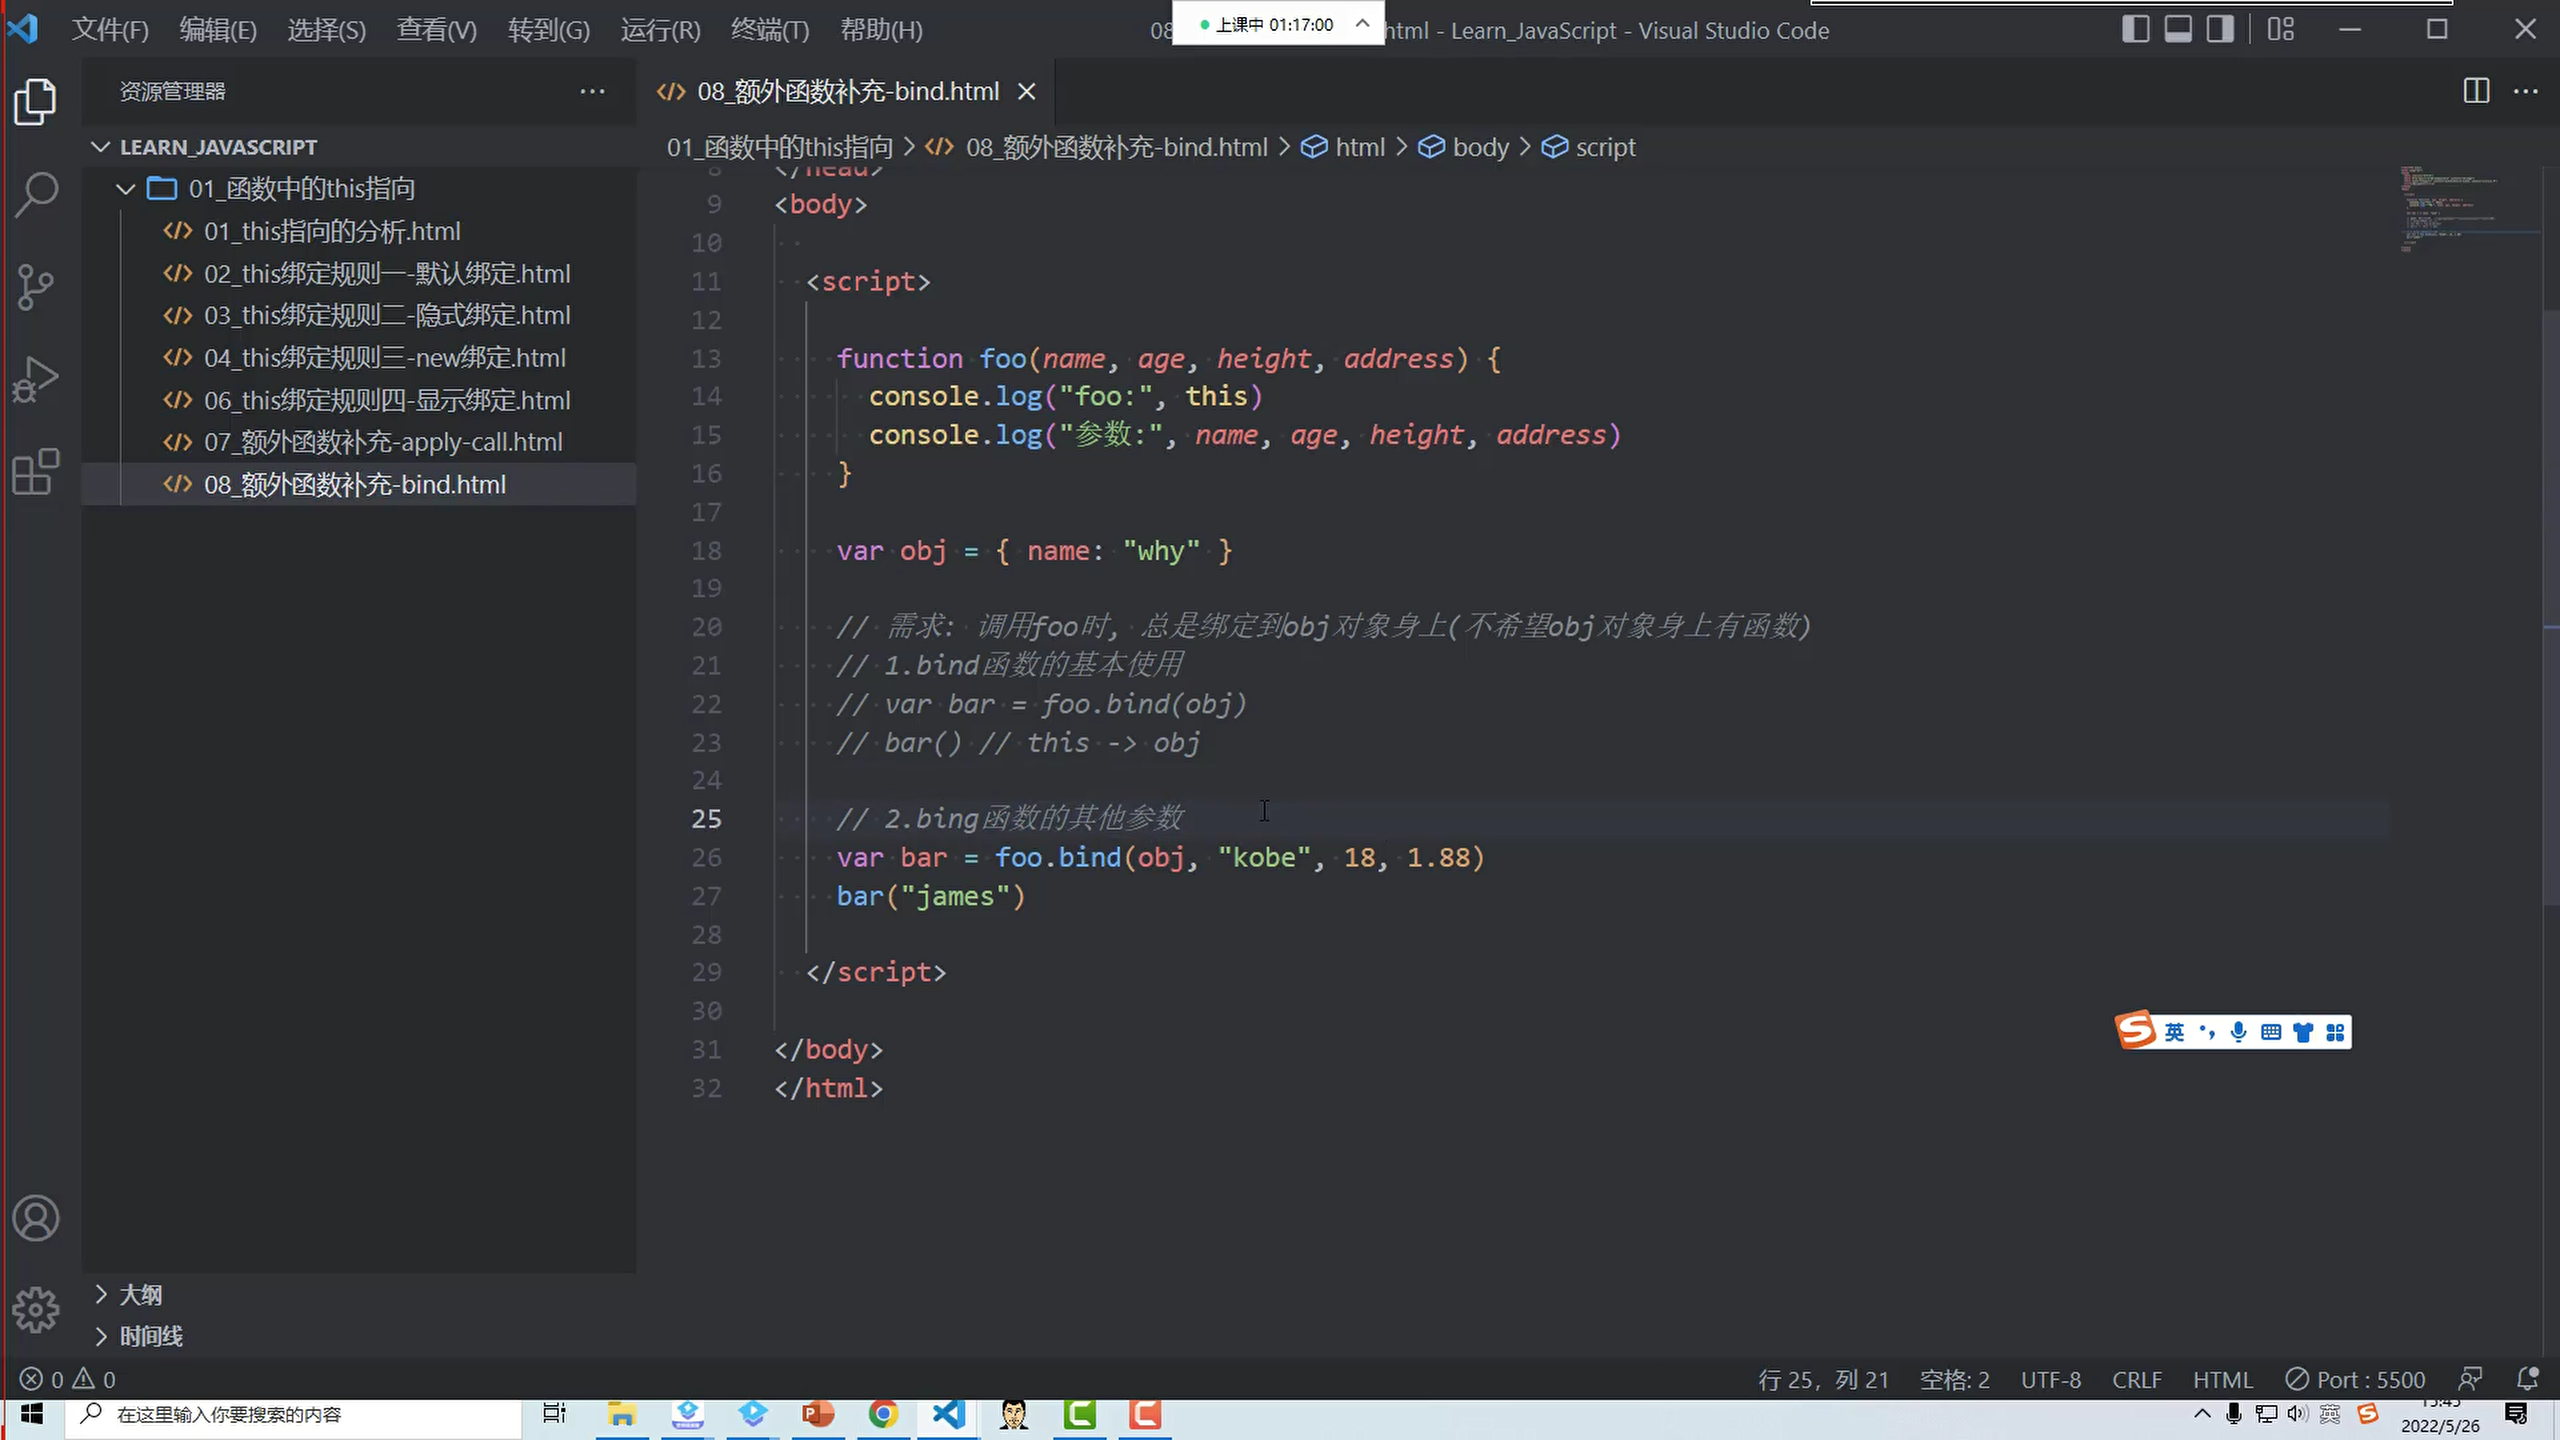 文件(F) 编辑(E) 选择(S) 查看(V) 转到(G) 运行(R) 终端(T) 帮助(H)
上课中 01:17:00
08 html - Learn_JavaScript - Visual Studio Code
资源管理器
08_额外函数补充-bind.html
LEARN_JAVASCRIPT
01_函数中的this指向
01_this指向的分析.html
02_this绑定规则一-默认绑定.html
03_this绑定规则二-隐式绑定.html
04_this绑定规则三-new绑定.html
06_this绑定规则四-显示绑定.html
07_额外函数补充-apply-call.html
08_额外函数补充-bind.html
大纲
时间线
01_函数中的this指向 > 08_额外函数补充-bind.html > html > body > script
8 </head>
9 <body>
10
11 <script>
12
13 function foo(name, age, height, address) {
14 console.log("foo:", this)
15 console.log("参数:", name, age, height, address)
16 }
17
18 var obj = { name: "why" }
19
20 // 需求: 调用foo时, 总是绑定到obj对象身上(不希望obj对象身上有函数)
21 // 1.bind函数的基本使用
22 // var bar = foo.bind(obj)
23 // bar() // this -> obj
24
25 // 2.bing函数的其他参数
26 var bar = foo.bind(obj, "kobe", 18, 1.88)
27 bar("james")
28
29 </script>
30
31 </body>
32 </html>
英
0 0
行 25，列 21 空格: 2 UTF-8 CRLF HTML Port : 5500
在这里输入你要搜索的内容
英
15:45
2022/5/26